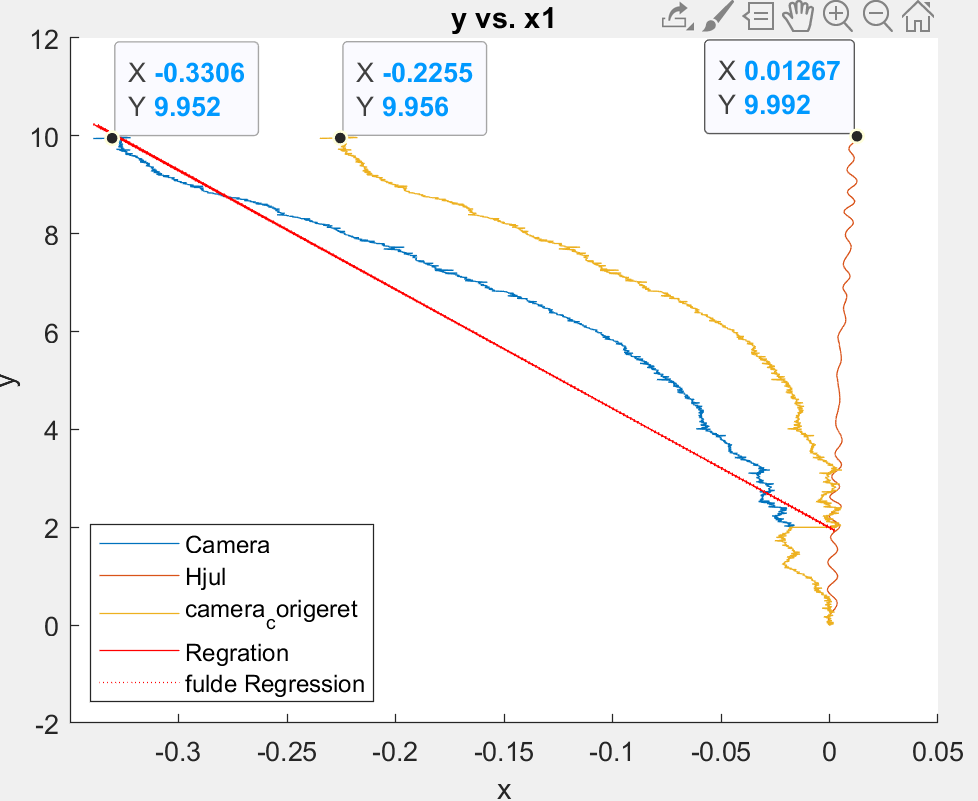 y vs. x1
X -0.3306
Y 9.952
X -0.2255
Y 9.956
X 0.01267
Y 9.992
12
10
8
6
4
2
0
-2
y
Camera
Hjul
camera_corigeret
Regration
fulde Regression
-0.3
-0.25
-0.2
-0.15
-0.1
-0.05
0
0.05
x